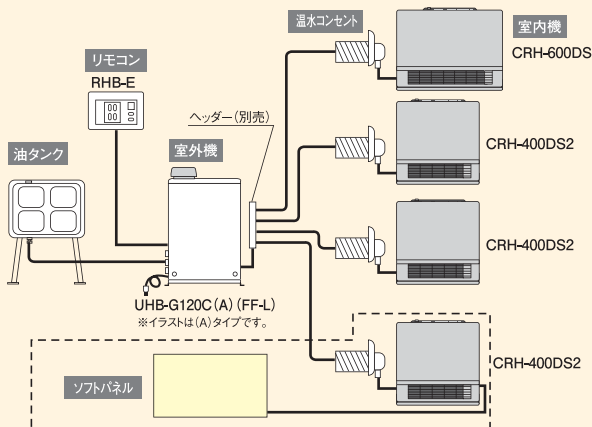 温水コンセント
室内機
CRH-600DS
リモコン
RHB-E
ヘッダー(別売)
油タンク
室外機
CRH-400DS2
CRH-400DS2
UHB-G120C(A)(FF-L)
※イラストは(A)タイプです。
CRH-400DS2
ソフトパネル